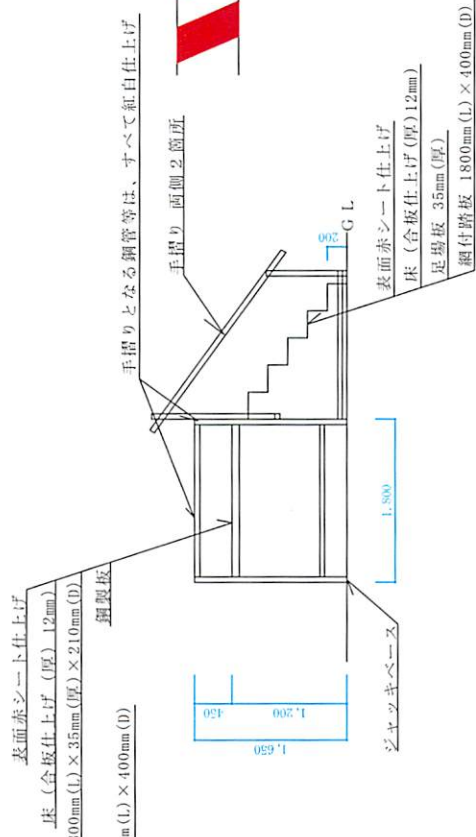 手摺りとなる鋼管等は、すべて紅白仕上げ
手摺り 両側2箇所
表面赤シート仕上げ
床 (合板仕上げ (厚) 12mm)
00mm(L)×35mm(厚)×210mm(D)
鋼製板
m(L)×400mm(D)
200
GL
450
1,200
1,650
1,800
ジャッキベース
表面赤シート仕上げ
床 (合板仕上げ(厚)12mm)
足場板 35mm(厚)
鋼付踏板 1800mm(L)×400mm(D)